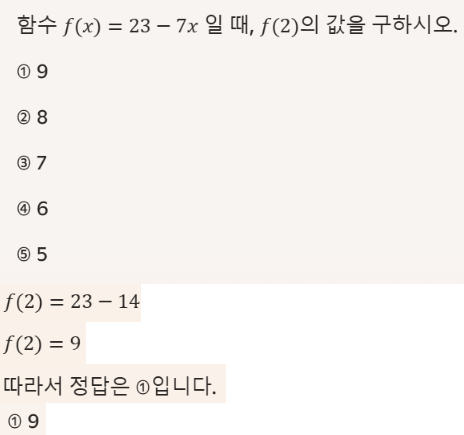 함수 f(x) = 23 − 7x 일 때, f(2)의 값을 구하시오.
① 9
② 8
③ 7
④ 6
⑤ 5
f(2) = 23 − 14
f(2) = 9
따라서 정답은 ①입니다.
① 9